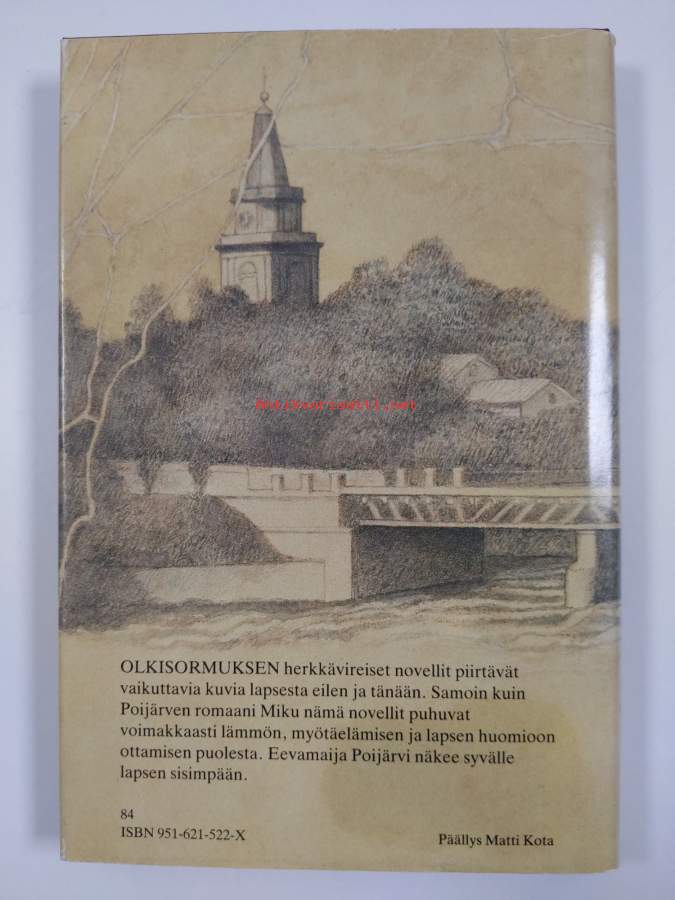 Antikvariaatti.net
OLKISORMUKSEN herkkävireiset novellit piirtävät
vaikuttavia kuvia lapsesta eilen ja tänään. Samoin kuin
Poijärven romaani Miku nämä novellit puhuvat
voimakkaasti lämmön, myötäelämisen ja lapsen huomioon
ottamisen puolesta. Eevamaija Poijärvi näkee syvälle
lapsen sisimpään.
84
ISBN 951-621-522-X
Päällys Matti Kota